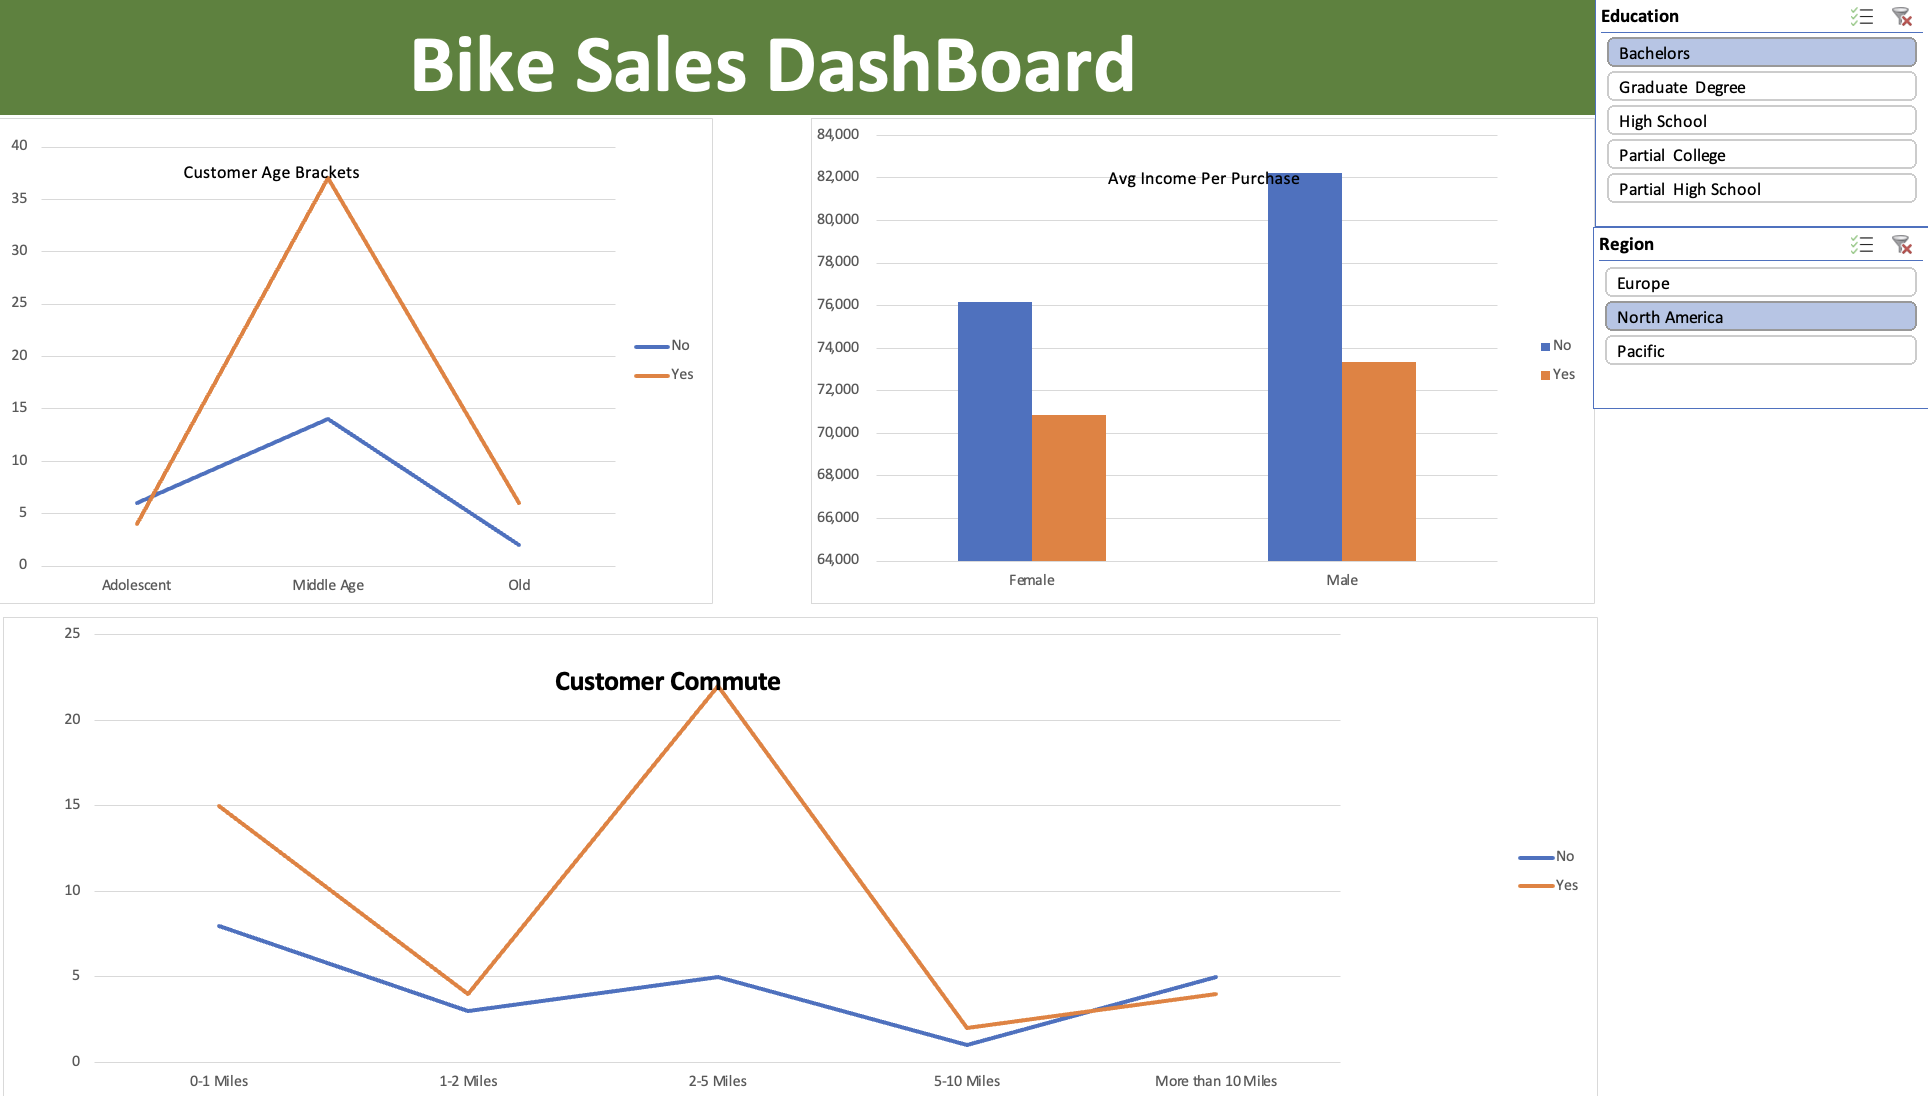 Bike Sales DashBoard
Education
Bachelors
Graduate Degree
High School
Partial College
Partial High School
Region
Europe
North America
Pacific
Customer Age Brackets
40
35
30
25
20
15
10
5
0
Adolescent
Middle Age
Old
No
Yes
Avg Income Per Purchase
84,000
82,000
80,000
78,000
76,000
74,000
72,000
70,000
68,000
66,000
64,000
Female
Male
No
Yes
Customer Commute
25
20
15
10
5
0
0-1 Miles
1-2 Miles
2-5 Miles
5-10 Miles
More than 10 Miles
No
Yes